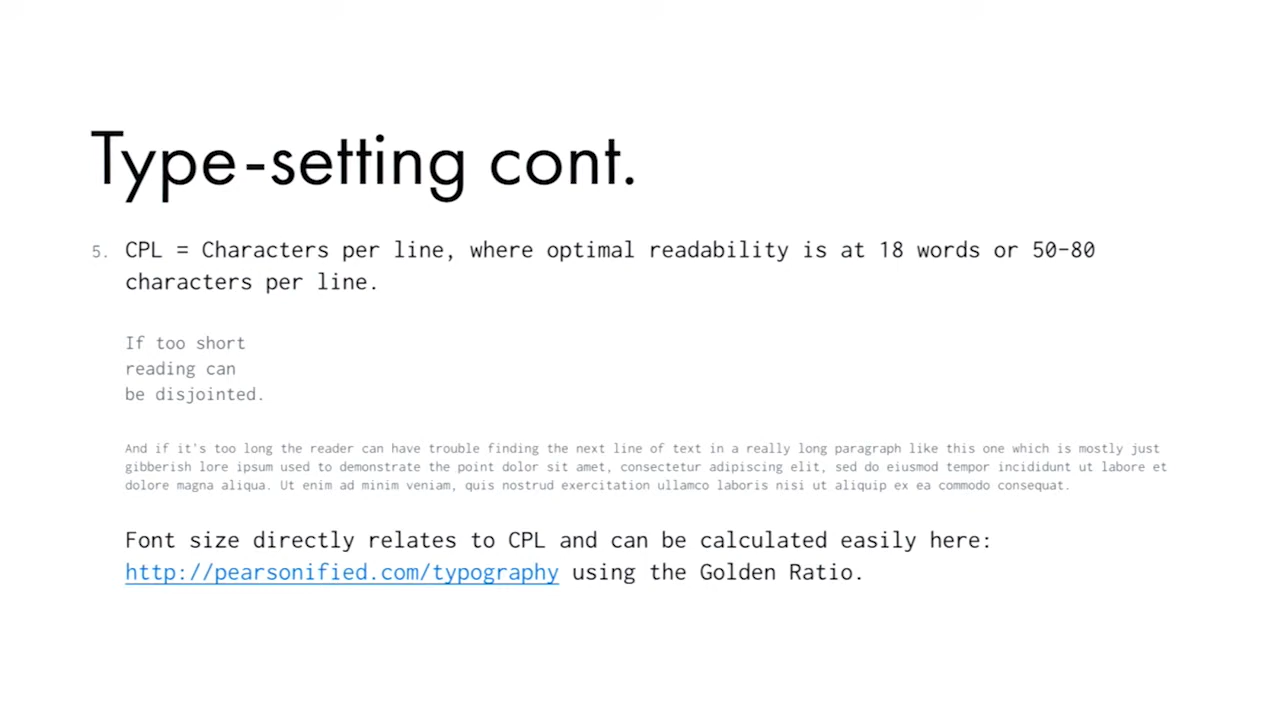 Type-setting cont.
5. CPL = Characters per line, where optimal readability is at 18 words or 50-80
characters per line.
If too short
reading can
be disjointed.
And if it's too long the reader can have trouble finding the next line of text in a really long paragraph like this one which is mostly just
gibberish lore ipsum used to demonstrate the point dolor sit amet, consectetur adipiscing elit, sed do eiusmod tempor incididunt ut labore et
dolore magna aliqua. Ut enim ad minim veniam, quis nostrud exercitation ullamco laboris nisi ut aliquip ex ea commodo consequat.
Font size directly relates to CPL and can be calculated easily here:
http://pearsonified.com/typography using the Golden Ratio.